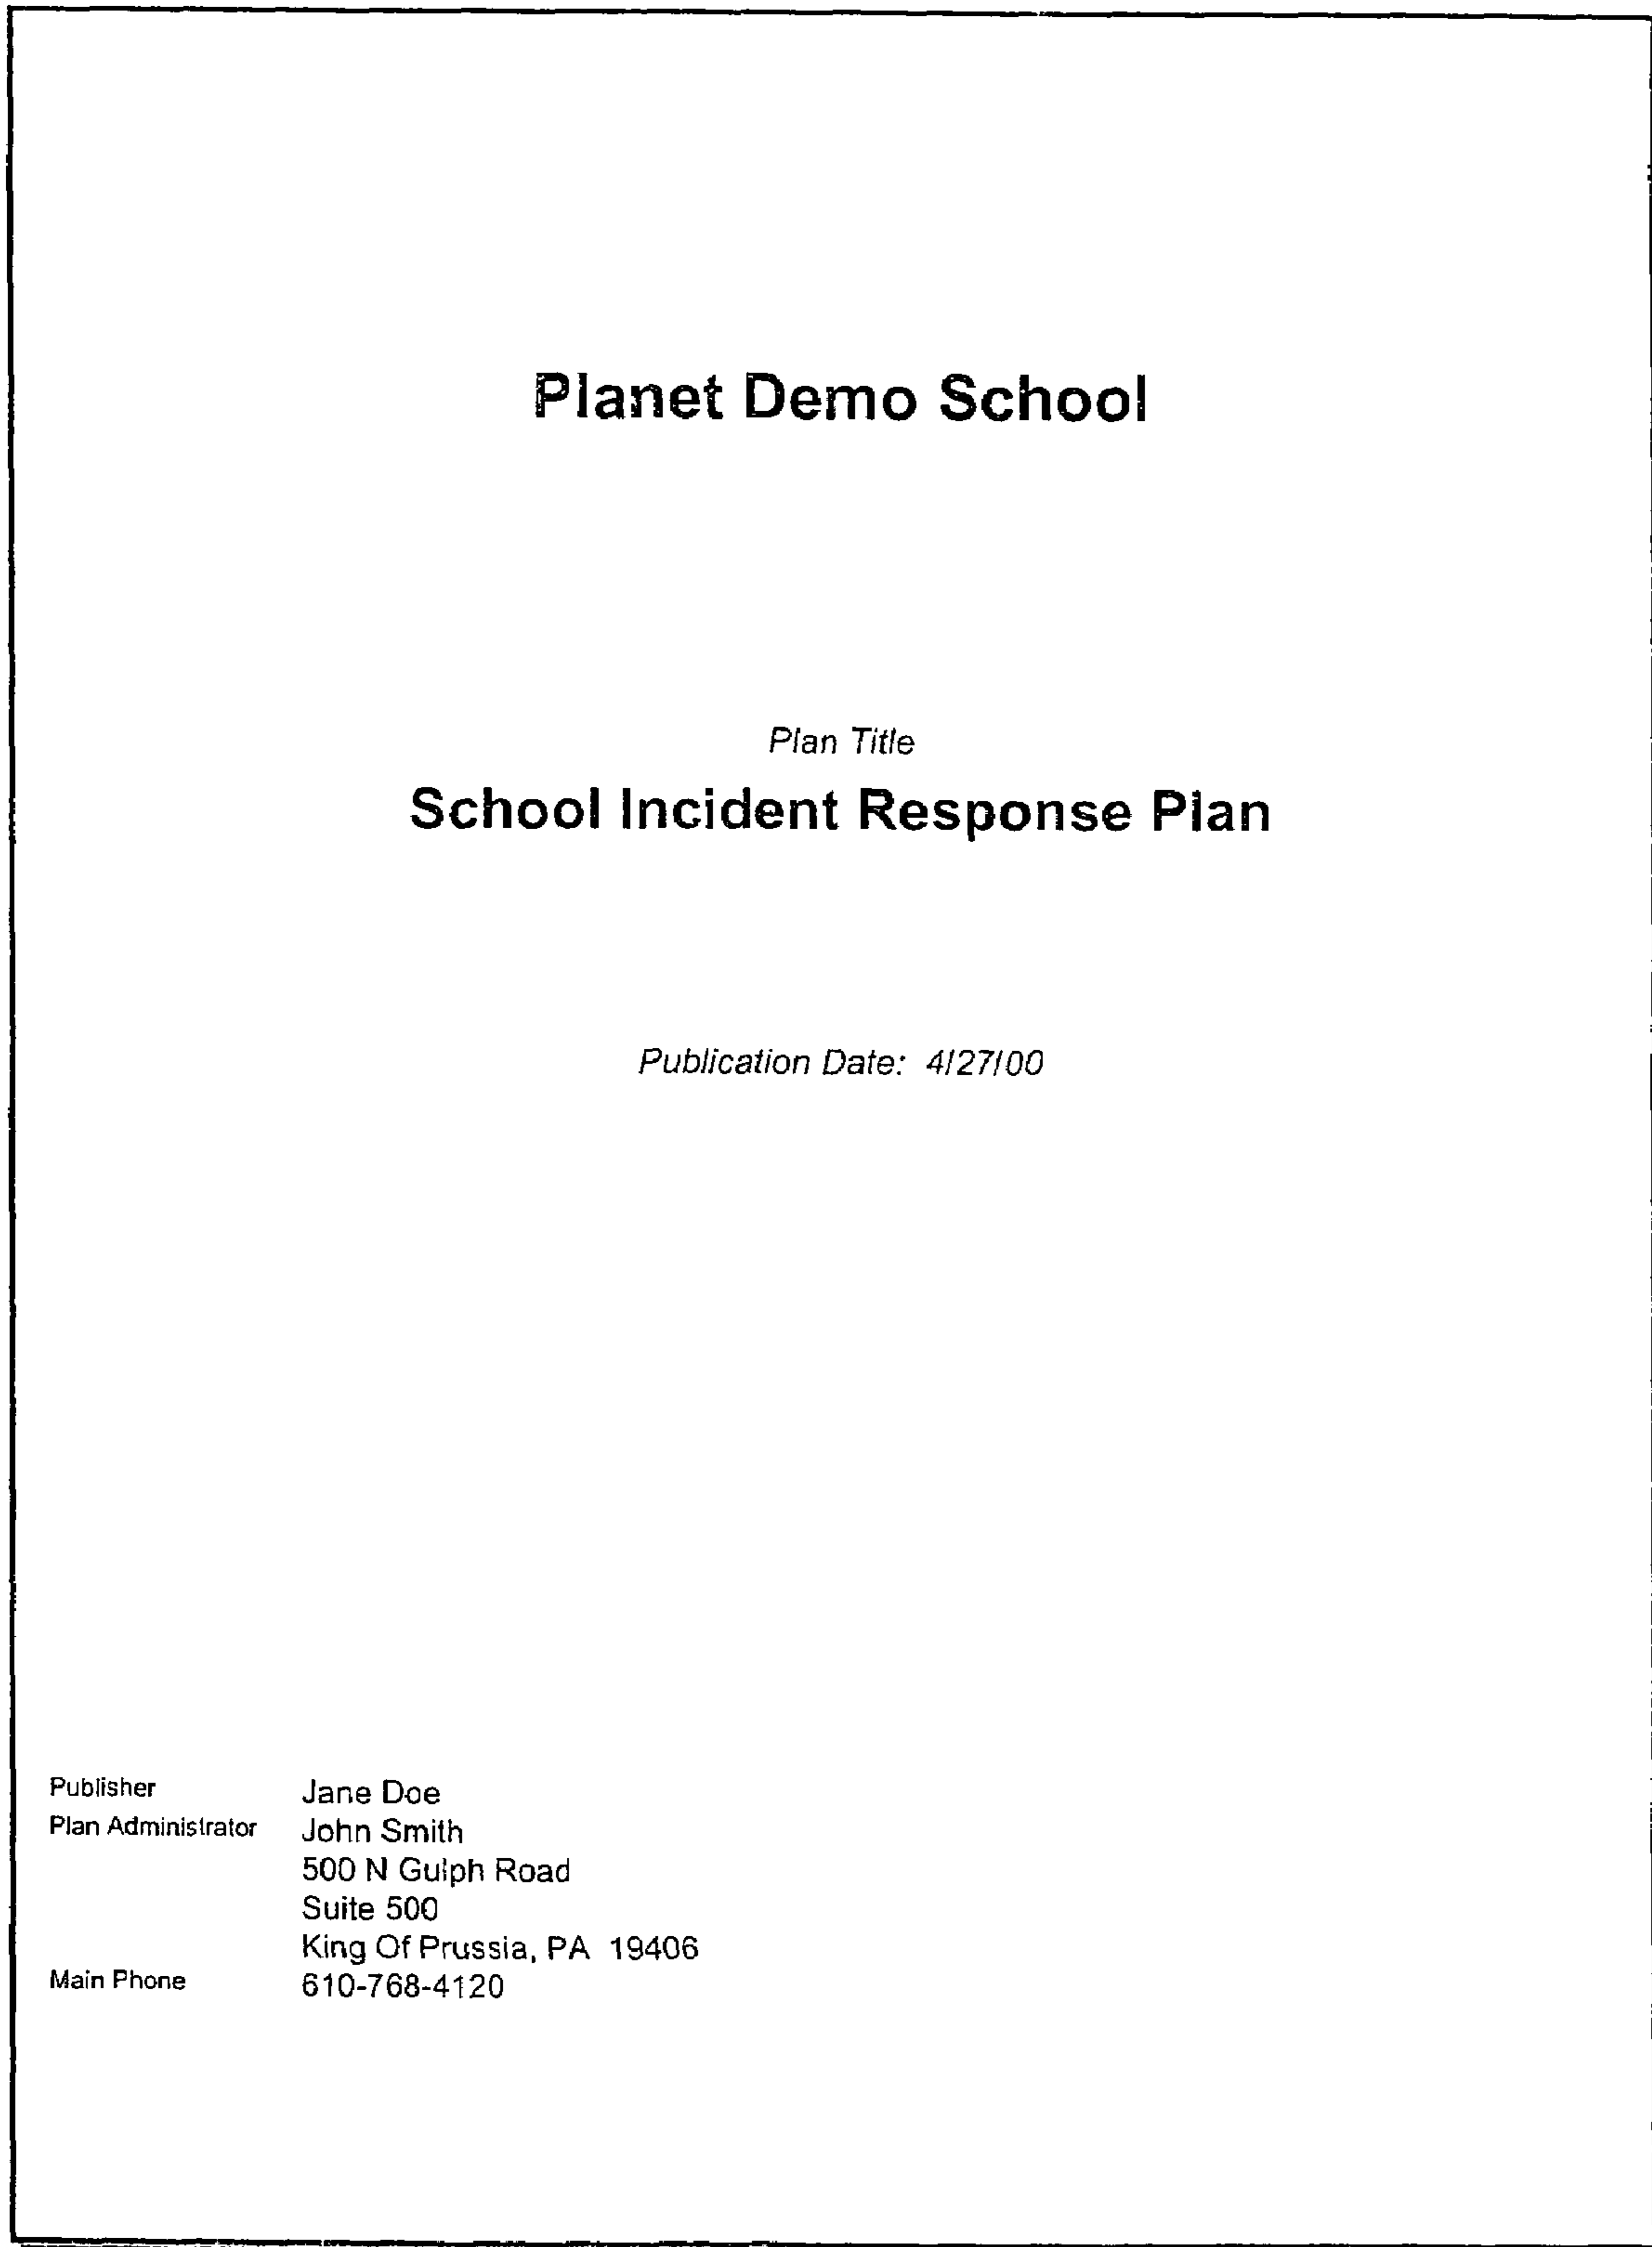 Planet Demo School
Plan Title
School Incident Response Plan
Publication Date: 4/27/00
Publisher Jane Doe
Plan Administrator John Smith
500 N Gulph Road
Suite 500
King Of Prussia, PA 19406
Main Phone 610-768-4120